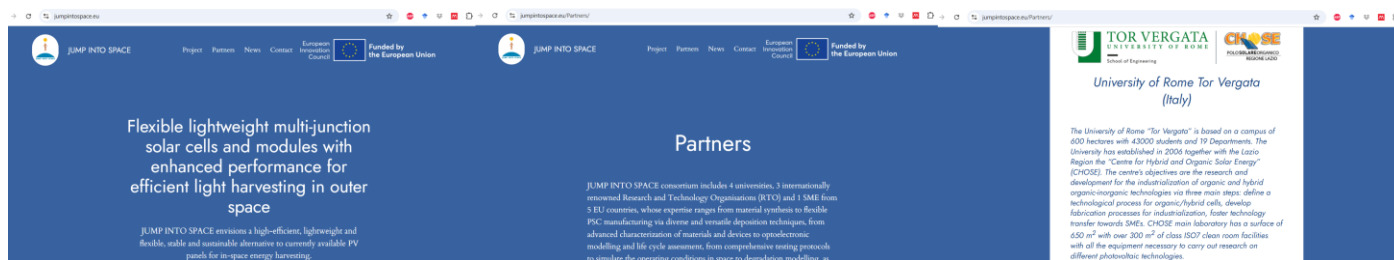 jumpintospace.eu
JUMP INTO SPACE
Project Partners News Contact
European
Innovation
Council
Funded by
the European Union
Flexible lightweight multi-junction
solar cells and modules with
enhanced performance for
efficient light harvesting in outer
space
JUMP INTO SPACE envisions a high-efficient, lightweight and
flexible, stable and sustainable alternative to currently available PV
panels for in-space energy harvesting.
jumpintospace.eu/Partners/
JUMP INTO SPACE
Project Partners News Contact
European
Innovation
Council
Funded by
the European Union
Partners
JUMP INTO SPACE consortium includes 4 universities, 3 internationally
renowned Research and Technology Organisations (RTO) and 1 SME from
5 EU countries, whose expertise ranges from material synthesis to flexible
PSC manufacturing via diverse and versatile deposition techniques, from
advanced characterization of materials and devices to optoelectronic
modelling and life cycle assessment, from comprehensive testing protocols
to simulate the operating conditions in space to degradation modelling, as
jumpintospace.eu/Partners/
TOR VERGATA
UNIVERSITY OF ROME
School of Engineering
CHOSE
POLO SOLARE ORGANICO
REGIONE LAZIO
University of Rome Tor Vergata
(Italy)
The University of Rome “Tor Vergata” is based on a campus of
600 hectares with 43000 students and 19 Departments. The
University has established in 2006 together with the Lazio
Region the “Centre for Hybrid and Organic Solar Energy”
(CHOSE). The centre’s objectives are the research and
development for the industrialization of organic and hybrid
organic-inorganic technologies via three main steps: define a
technological process for organic/hybrid cells, develop
fabrication processes for industrialization, foster technology
transfer towards SMEs. CHOSE main laboratory has a surface of
650 m² with over 300 m² of class ISO7 clean room facilities
with all the equipment necessary to carry out research on
different photovoltaic technologies.